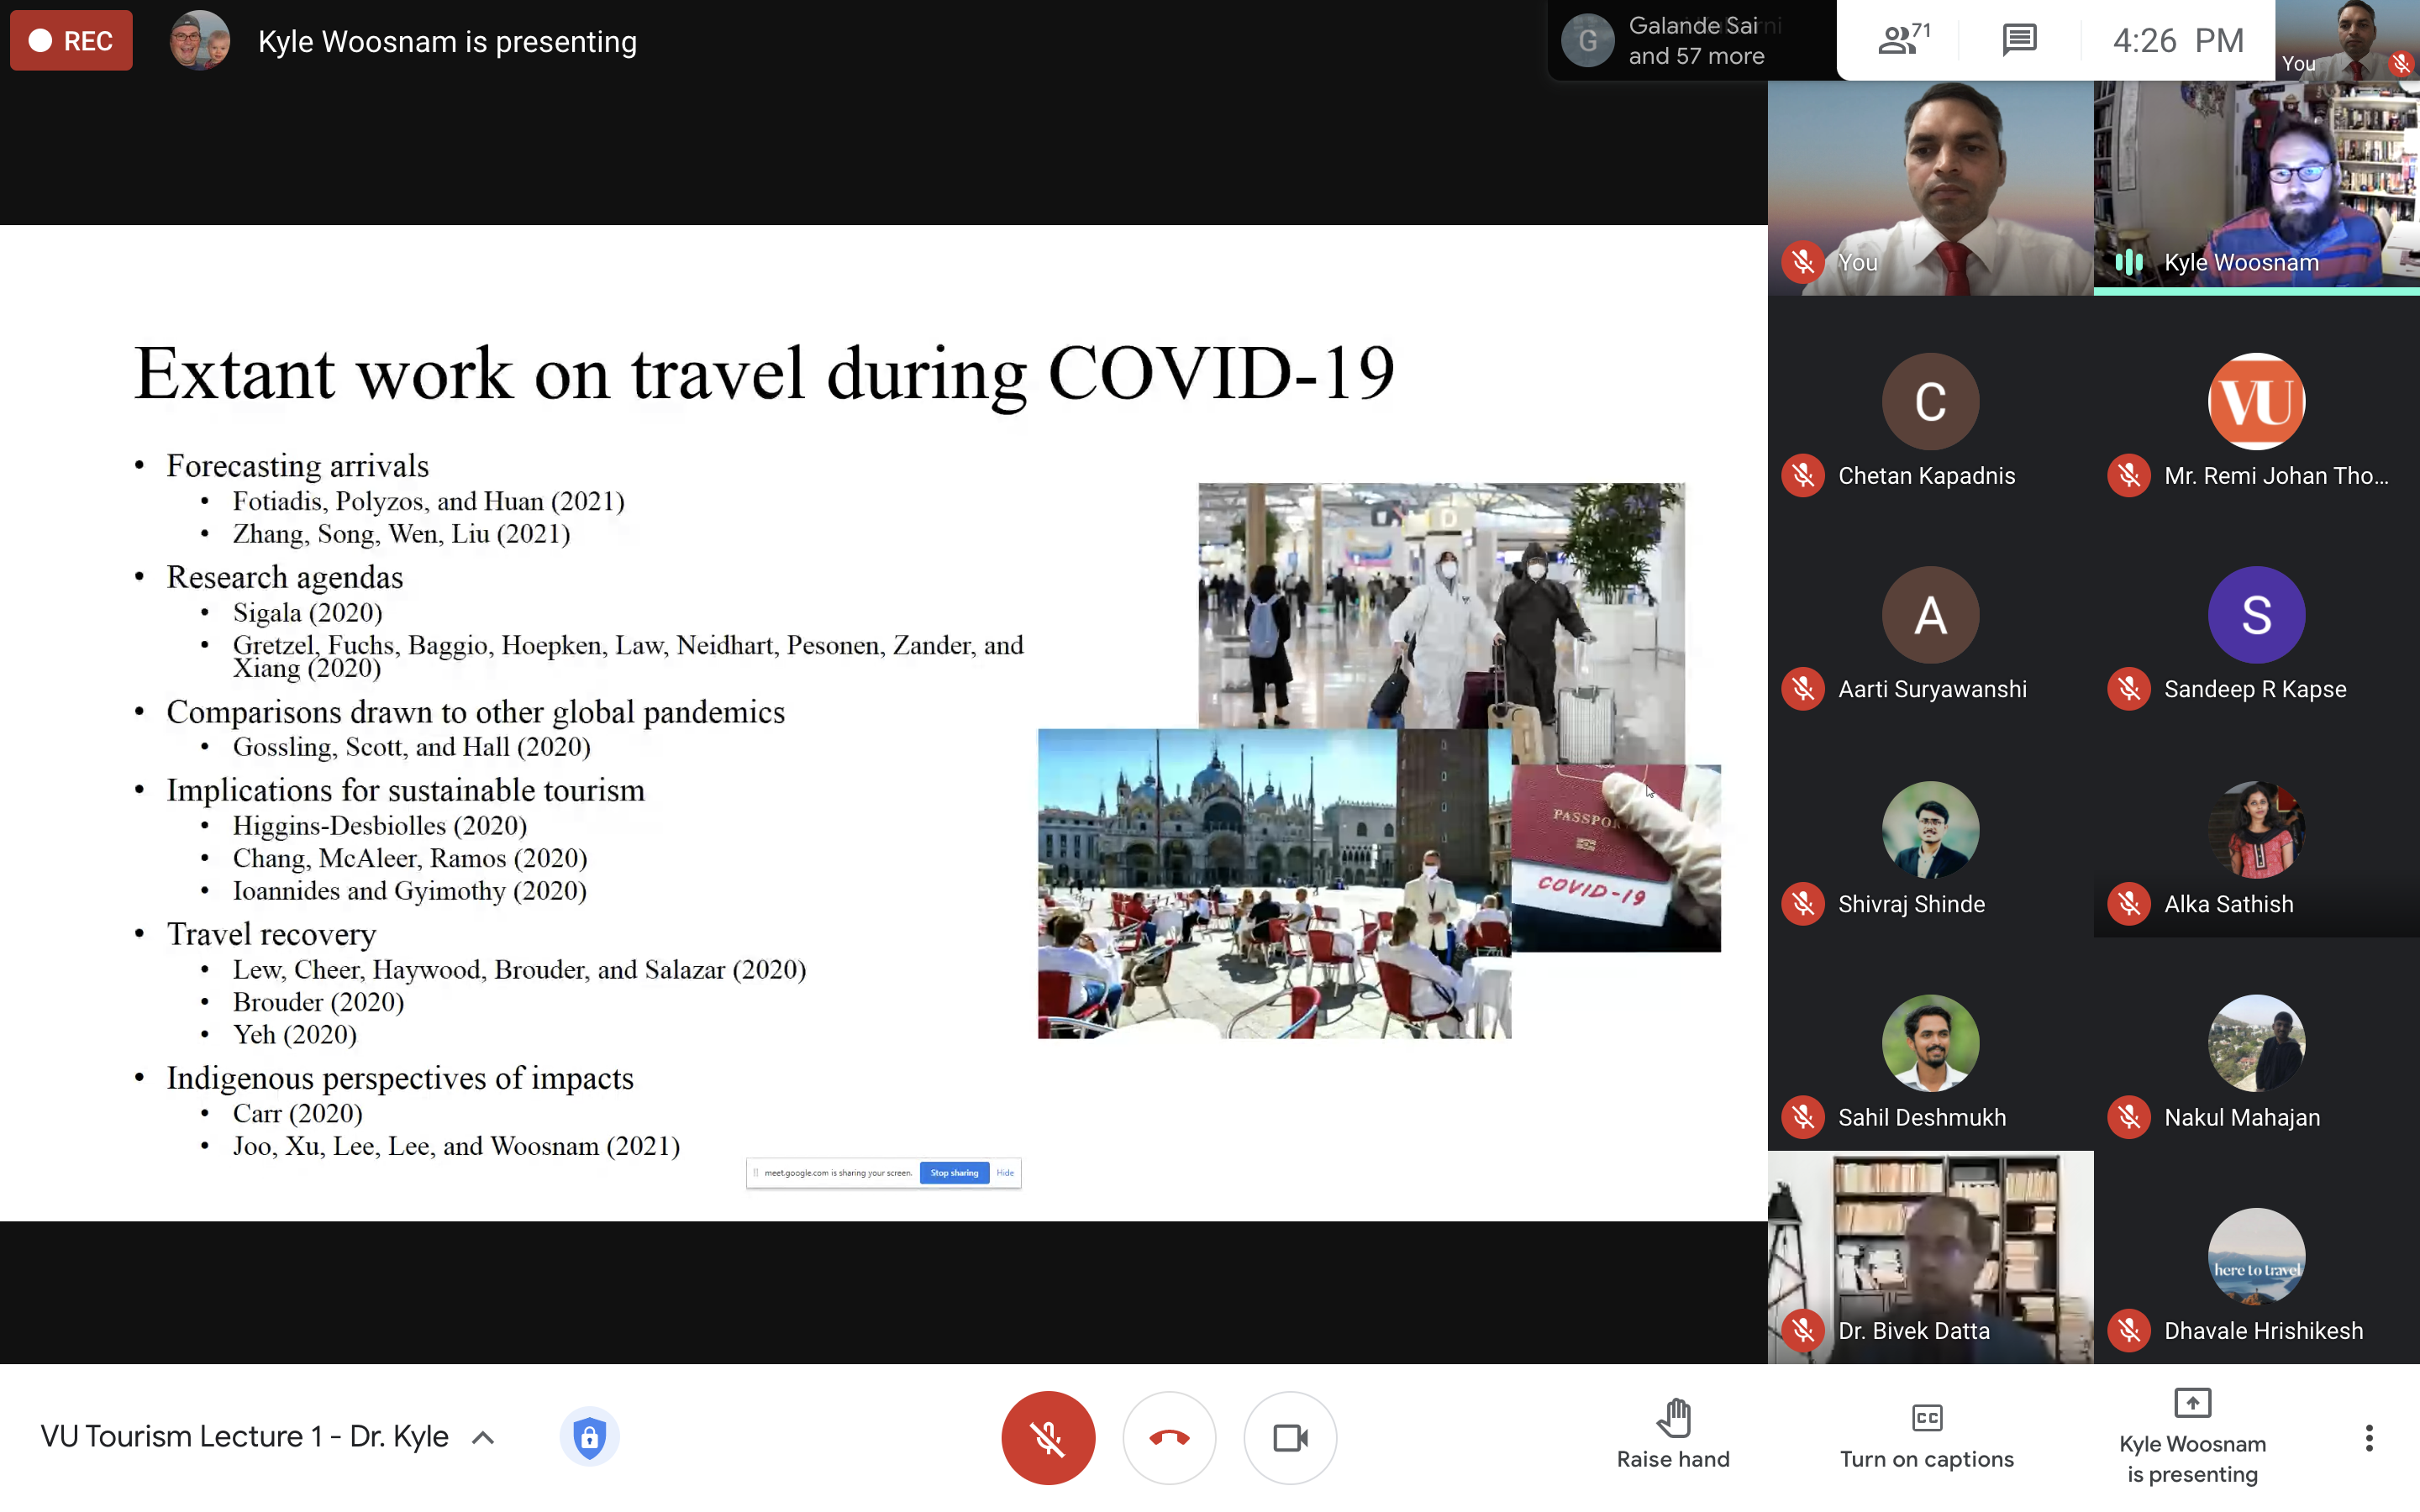 REC
Kyle Woosnam is presenting
G
Galande Sai
and 57 more
71
4:26 PM
You
You
Kyle Woosnam
Extant work on travel during COVID-19
• Forecasting arrivals
• Fotiadis, Polyzos, and Huan (2021)
• Zhang, Song, Wen, Liu (2021)
• Research agendas
• Sigala (2020)
• Gretzel, Fuchs, Baggio, Hoepken, Law, Neidhart, Pesonen, Zander, and
Xiang (2020)
• Comparisons drawn to other global pandemics
• Gossling, Scott, and Hall (2020)
• Implications for sustainable tourism
• Higgins-Desbiolles (2020)
• Chang, McAleer, Ramos (2020)
• Ioannides and Gyimothy (2020)
• Travel recovery
• Lew, Cheer, Haywood, Brouder, and Salazar (2020)
• Brouder (2020)
• Yeh (2020)
• Indigenous perspectives of impacts
• Carr (2020)
• Joo, Xu, Lee, Lee, and Woosnam (2021)
D
COVID-19
meet.google.com is sharing your screen.
Stop sharing
Hide
C
Chetan Kapadnis
VU
Mr. Remi Johan Tho...
A
Aarti Suryawanshi
S
Sandeep R Kapse
Shivraj Shinde
Alka Sathish
Sahil Deshmukh
Nakul Mahajan
Dr. Bivek Datta
here to travel
Dhavale Hrishikesh
VU Tourism Lecture 1 - Dr. Kyle
Raise hand
CC
Turn on captions
Kyle Woosnam
is presenting